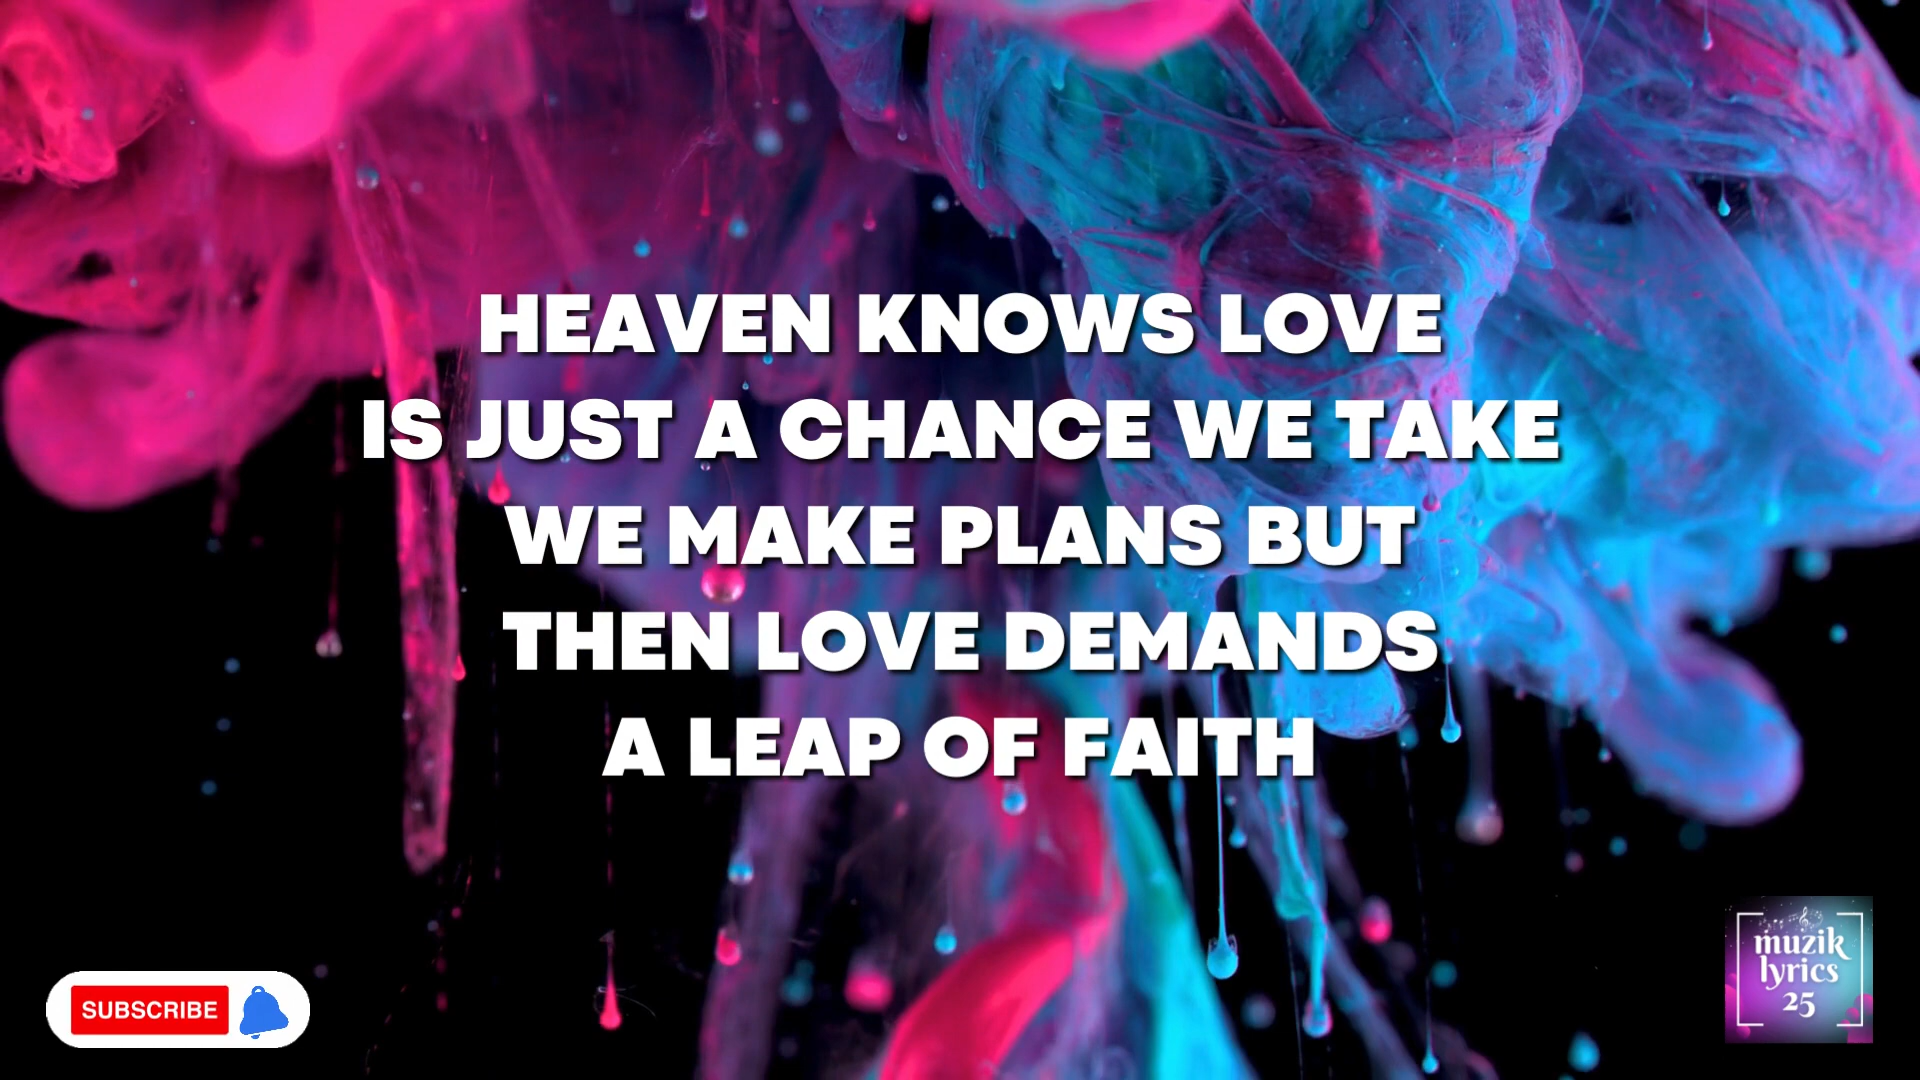 HEAVEN KNOWS LOVE
IS JUST A CHANCE WE TAKE
WE MAKE PLANS BUT
THEN LOVE DEMANDS
A LEAP OF FAITH
SUBSCRIBE
muzik
lyrics
25